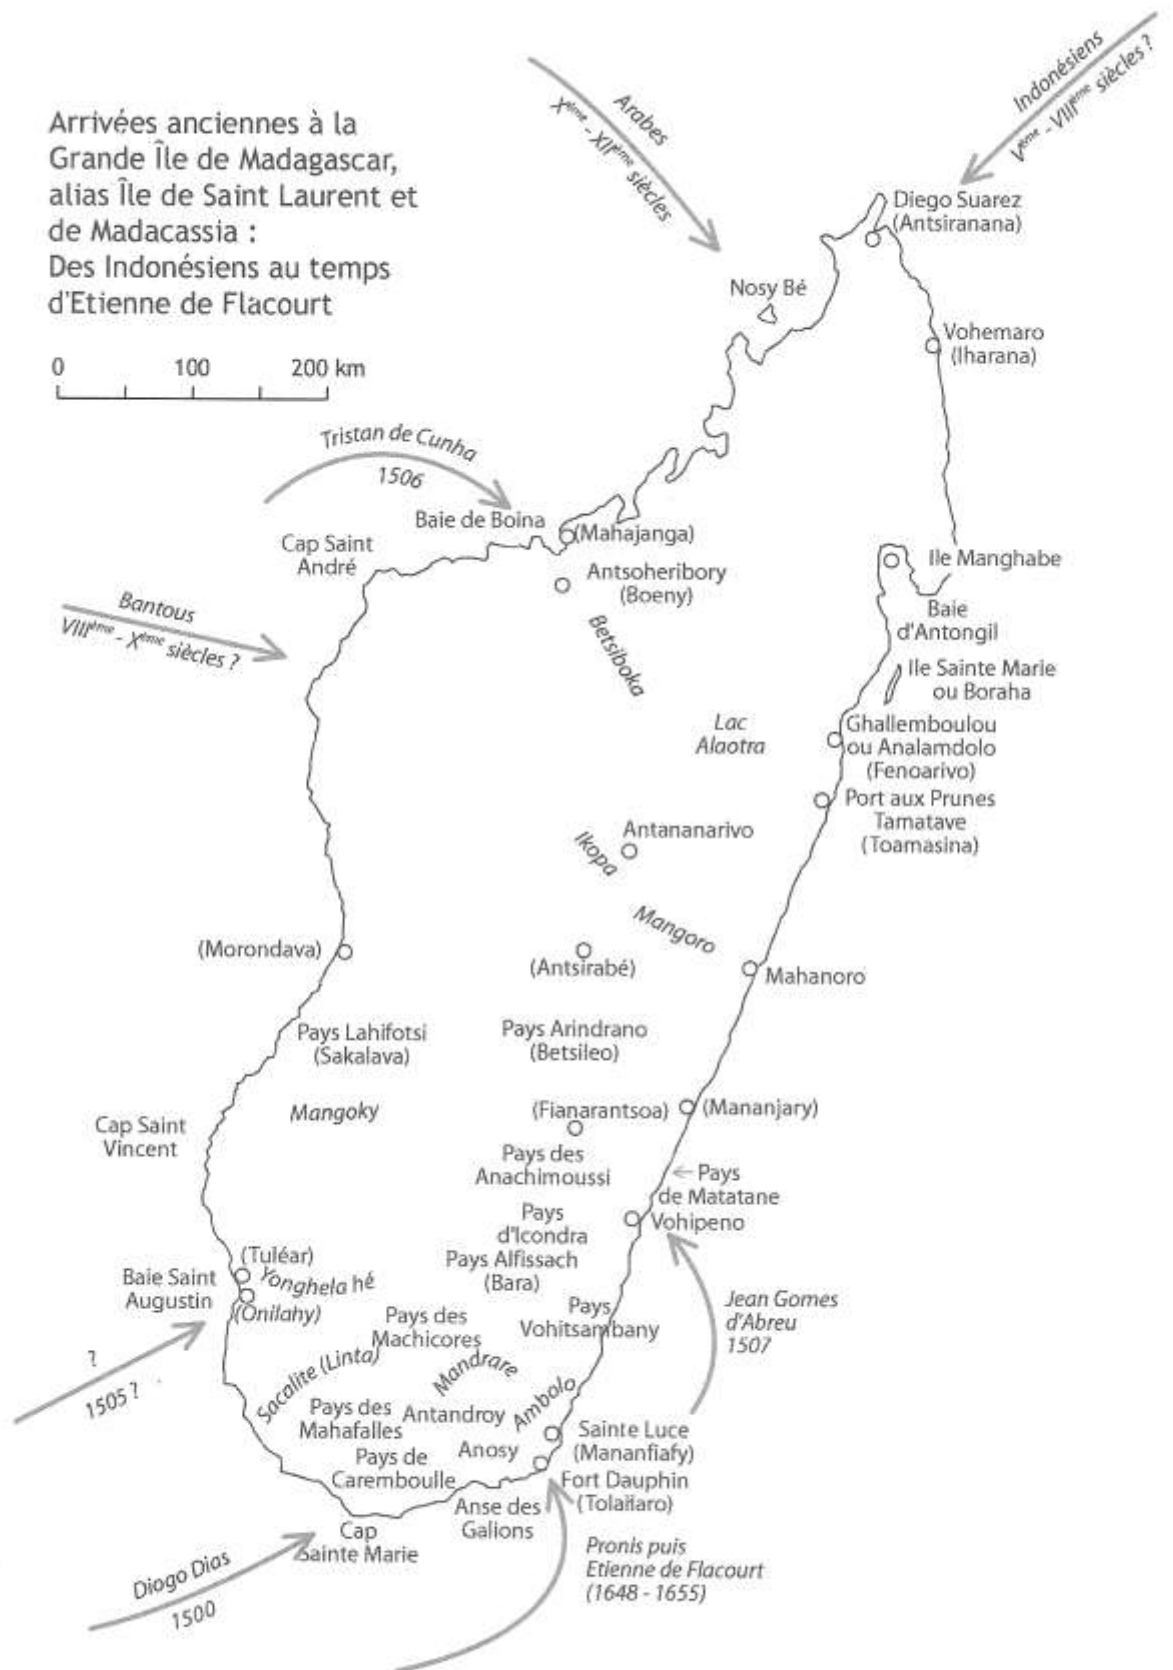 Arabes
Xème - XIIème siècles
Indonésiens
Vème - VIIIème siècles ?
Arrivées anciennes à la
Grande Île de Madagascar,
alias Île de Saint Laurent et
de Madacassia :
Des Indonésiens au temps
d'Etienne de Flacourt
0 100 200 km
Diego Suarez
(Antsiranana)
Nosy Bé
Vohemaro
(Iharana)
Tristan de Cunha
1506
Baie de Boina
(Mahajanga)
Cap Saint
André
Antsoheribory
(Boeny)
Ile Manghabe
Baie
d'Antongil
Bantous
VIIIème - Xème siècles ?
Betsiboka
Ile Sainte Marie
ou Boraha
Lac
Alaotra
Ghallemboulou
ou Analamdolo
(Fenoarivo)
Port aux Prunes
Tamatave
(Toamasina)
Antananarivo
Ikopa
Mangoro
(Morondava)
(Antsirabé)
Mahanoro
Pays Lahifotsi
(Sakalava)
Pays Arindrano
(Betsileo)
Mangoky
Cap Saint
Vincent
(Fianarantsoa)
(Mananjary)
Pays des
Anachimoussi
Pays
de Matatane
Vohipeno
Pays
d'Icondra
Pays Alfissach
(Bara)
(Tuléar)
Yonghela hé
(Onilahy)
Baie Saint
Augustin
Pays
Vohitsambany
Jean Gomes
d'Abreu
1507
Pays des
Machicores
?
1505 ?
Sacalite (Linta)
Mandrare
Pays des
Mahafalles
Antandroy
Ambolo
Sainte Luce
(Mananfiafy)
Pays de
Caremboulle
Anosy
Fort Dauphin
(Tolañaro)
Anse des
Galions
Cap
Sainte Marie
Diogo Dias
1500
Pronis puis
Etienne de Flacourt
(1648 - 1655)